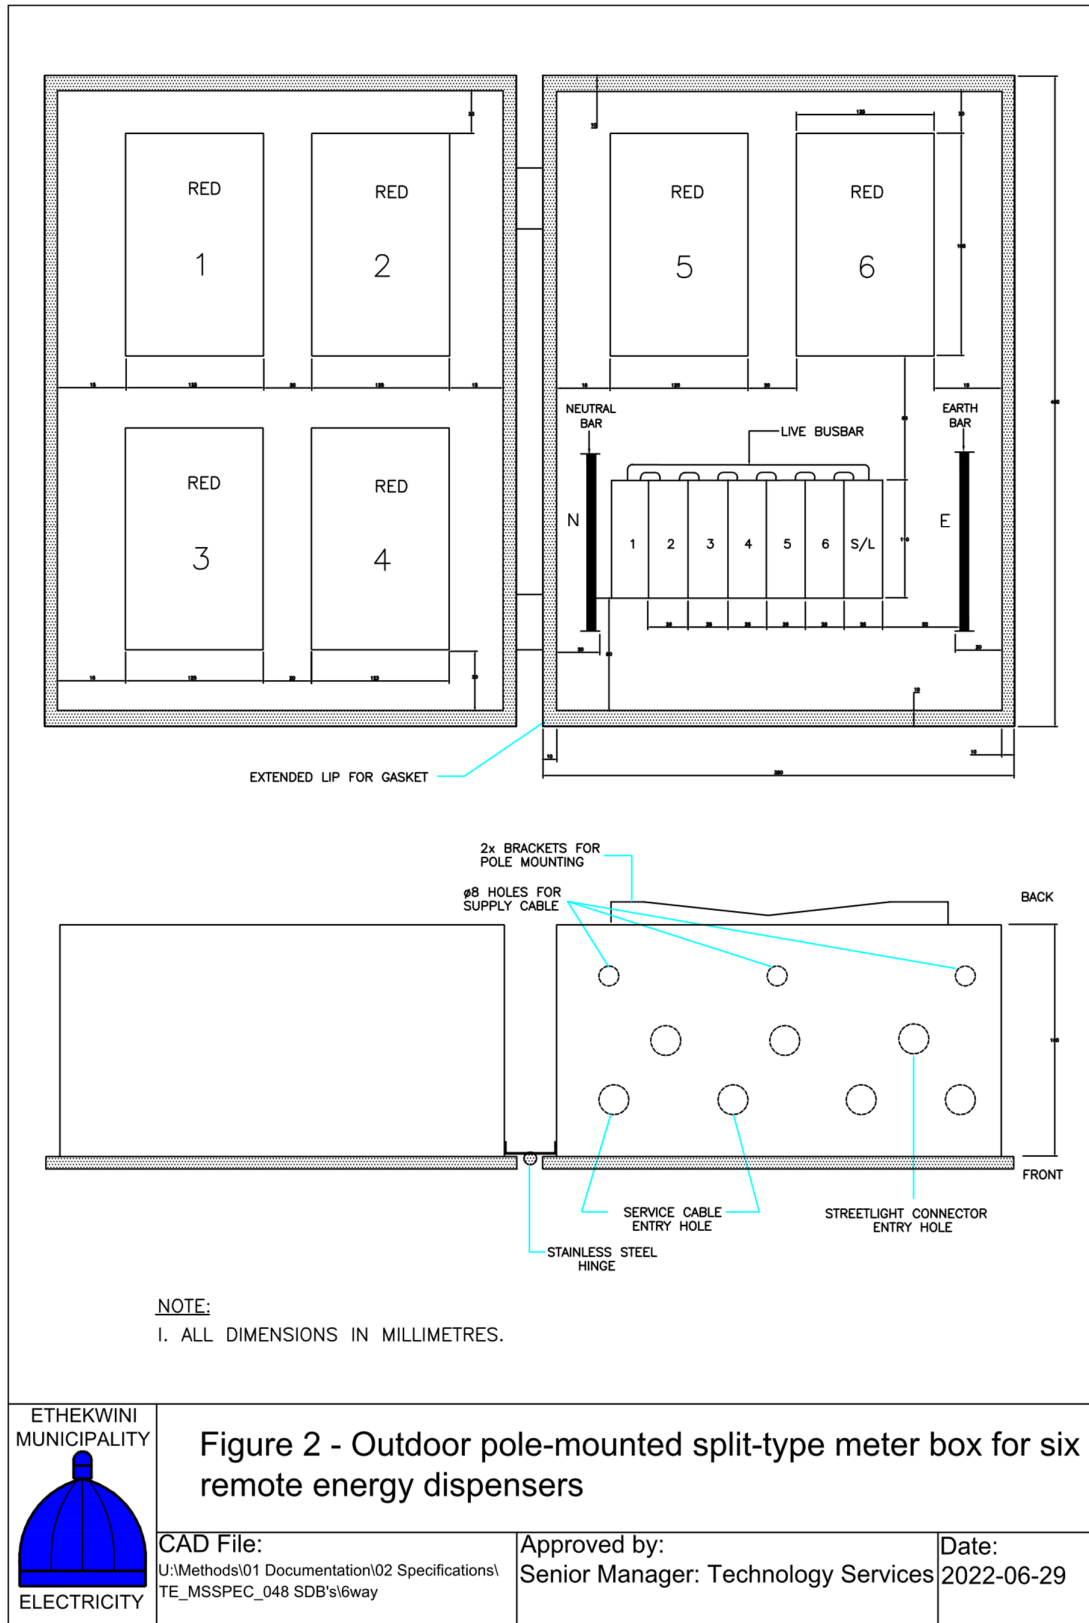 RED
1
RED
2
RED
5
RED
6
RED
3
RED
4
NEUTRAL
BAR
EARTH
BAR
LIVE BUSBAR
N
E
1 2 3 4 5 6 S/L
EXTENDED LIP FOR GASKET
2x BRACKETS FOR
POLE MOUNTING
ø8 HOLES FOR
SUPPLY CABLE
BACK
FRONT
SERVICE CABLE
ENTRY HOLE
STREETLIGHT CONNECTOR
ENTRY HOLE
STAINLESS STEEL
HINGE
NOTE:
I. ALL DIMENSIONS IN MILLIMETRES.
ETHEKWINI
MUNICIPALITY
ELECTRICITY
Figure 2 - Outdoor pole-mounted split-type meter box for six
remote energy dispensers
CAD File:
U:\Methods\01 Documentation\02 Specifications\
TE_MSSPEC_048 SDB's\6way
Approved by:
Senior Manager: Technology Services
Date:
2022-06-29